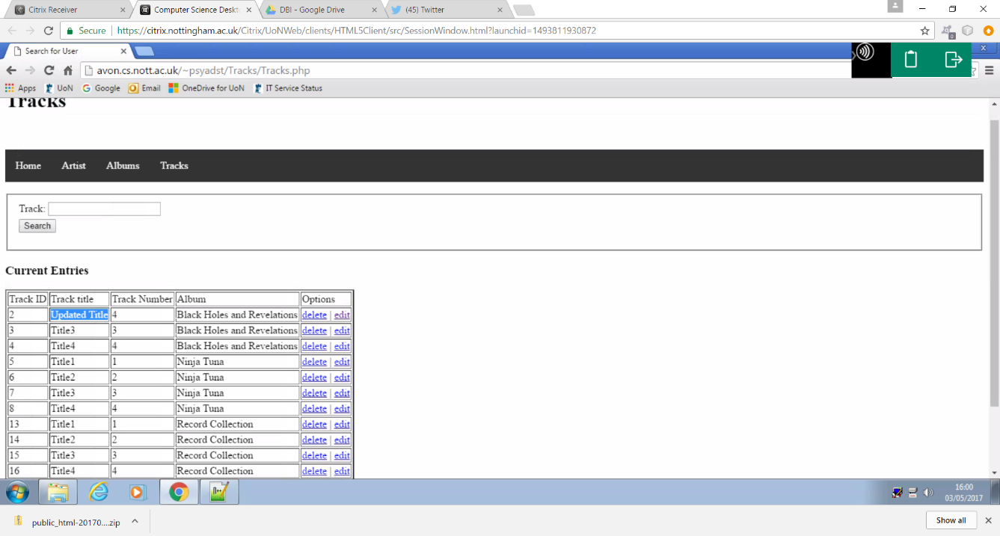 Citrix Receiver
Computer Science Deskt
DBI - Google Drive
(45) Twitter
Secure | https://citrix.nottingham.ac.uk/Citrix/UoNWeb/clients/HTML5Client/src/SessionWindow.html?launchid=1493811930872
Search for User
avon.cs.nott.ac.uk/~psyadst/Tracks/Tracks.php
Apps UoN Google Email OneDrive for UoN IT Service Status
Tracks
Home Artist Albums Tracks
Track:
Search
Current Entries
Track ID Track title Track Number Album Options
2 Updated Title 4 Black Holes and Revelations delete | edit
3 Title3 3 Black Holes and Revelations delete | edit
4 Title4 4 Black Holes and Revelations delete | edit
5 Title1 1 Ninja Tuna delete | edit
6 Title2 2 Ninja Tuna delete | edit
7 Title3 3 Ninja Tuna delete | edit
8 Title4 4 Ninja Tuna delete | edit
13 Title1 1 Record Collection delete | edit
14 Title2 2 Record Collection delete | edit
15 Title3 3 Record Collection delete | edit
16 Title4 4 Record Collection delete | edit
16:00
03/05/2017
public_html-20170....zip
Show all